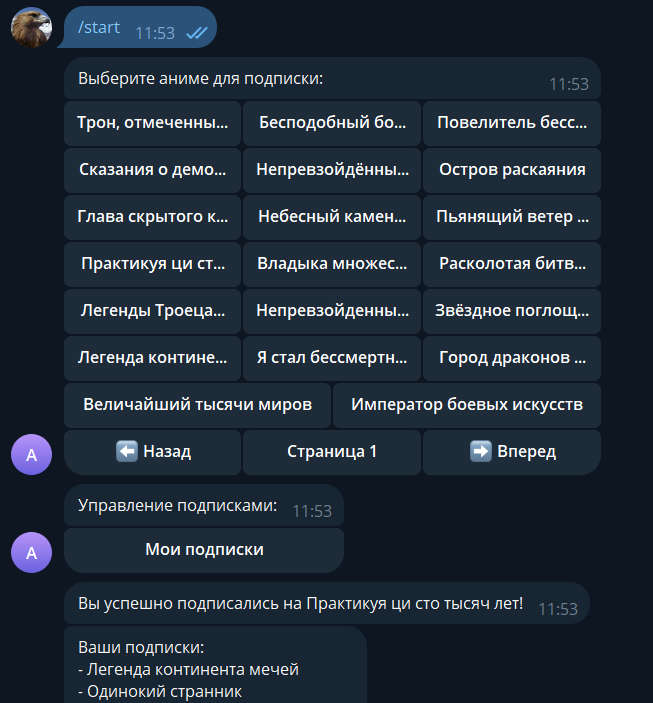 /start 11:53
Выберите аниме для подписки: 11:53
Трон, отмеченны... Бесподобный бо... Повелитель бесс...
Сказания о демо... Непревзойдённы... Остров раскаяния
Глава скрытого к... Небесный камен... Пьянящий ветер ...
Практикуя ци ст... Владыка множес... Расколотая битв...
Легенды Троеца... Непревзойденны... Звёздное поглощ...
Легенда контине... Я стал бессмертн... Город драконов ...
Величайший тысячи миров Император боевых искусств
А Назад Страница 1 Вперед
Управление подписками: 11:53
А Мои подписки
Вы успешно подписались на Практикуя ци сто тысяч лет! 11:53
Ваши подписки:
- Легенда континента мечей
- Одинокий странник